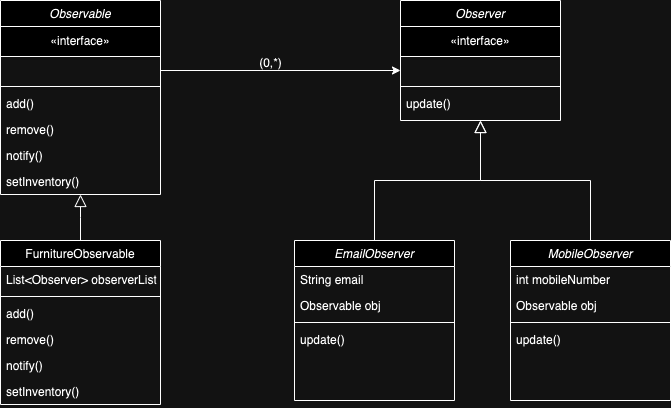 Observable
«interface»
add()
remove()
notify()
setInventory()
(0,*)
Observer
«interface»
update()
FurnitureObservable
List<Observer> observerList
add()
remove()
notify()
setInventory()
EmailObserver
String email
Observable obj
update()
MobileObserver
int mobileNumber
Observable obj
update()